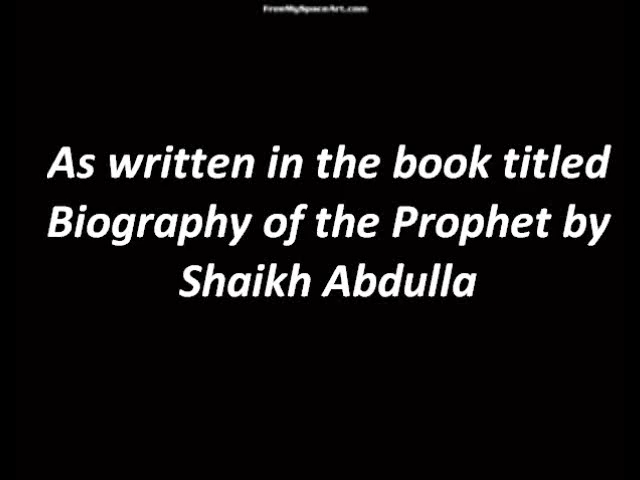 FreeMySpaceArt.com
As written in the book titled
Biography of the Prophet by
Shaikh Abdulla